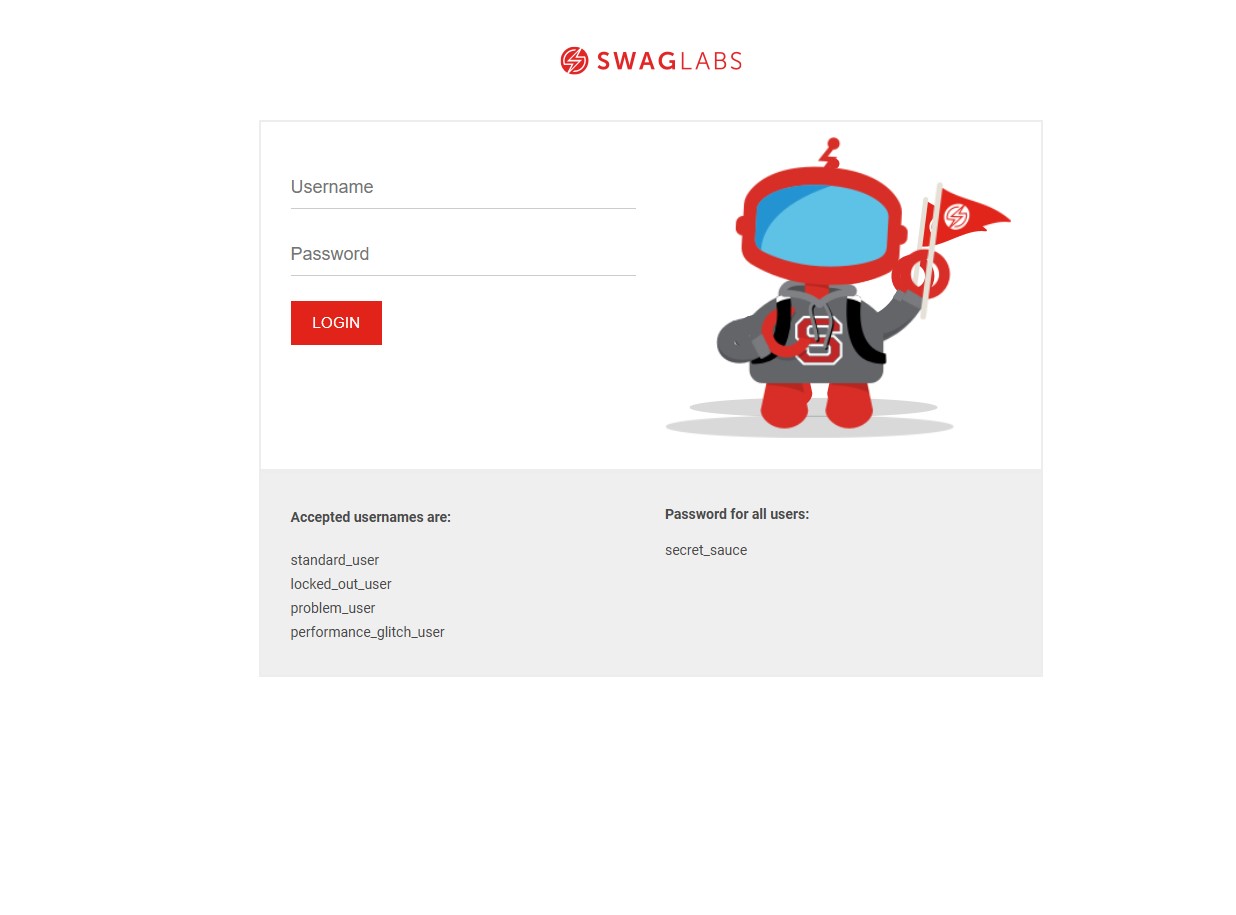 SWAGLABS
Username
Password
LOGIN
S
Accepted usernames are:
standard_user
locked_out_user
problem_user
performance_glitch_user
Password for all users:
secret_sauce